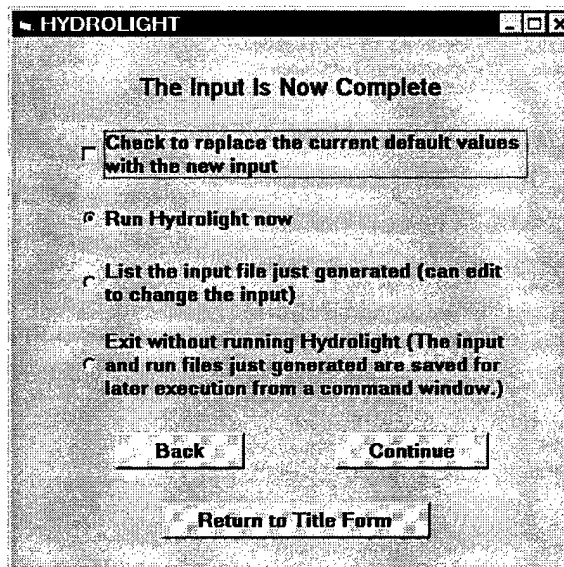 HYDROLIGHT
The Input Is Now Complete
Check to replace the current default values
with the new input
Run Hydrolight now
List the input file just generated (can edit
to change the input)
Exit without running Hydrolight (The input
and run files just generated are saved for
later execution from a command window.)
Back
Continue
Return to Title Form